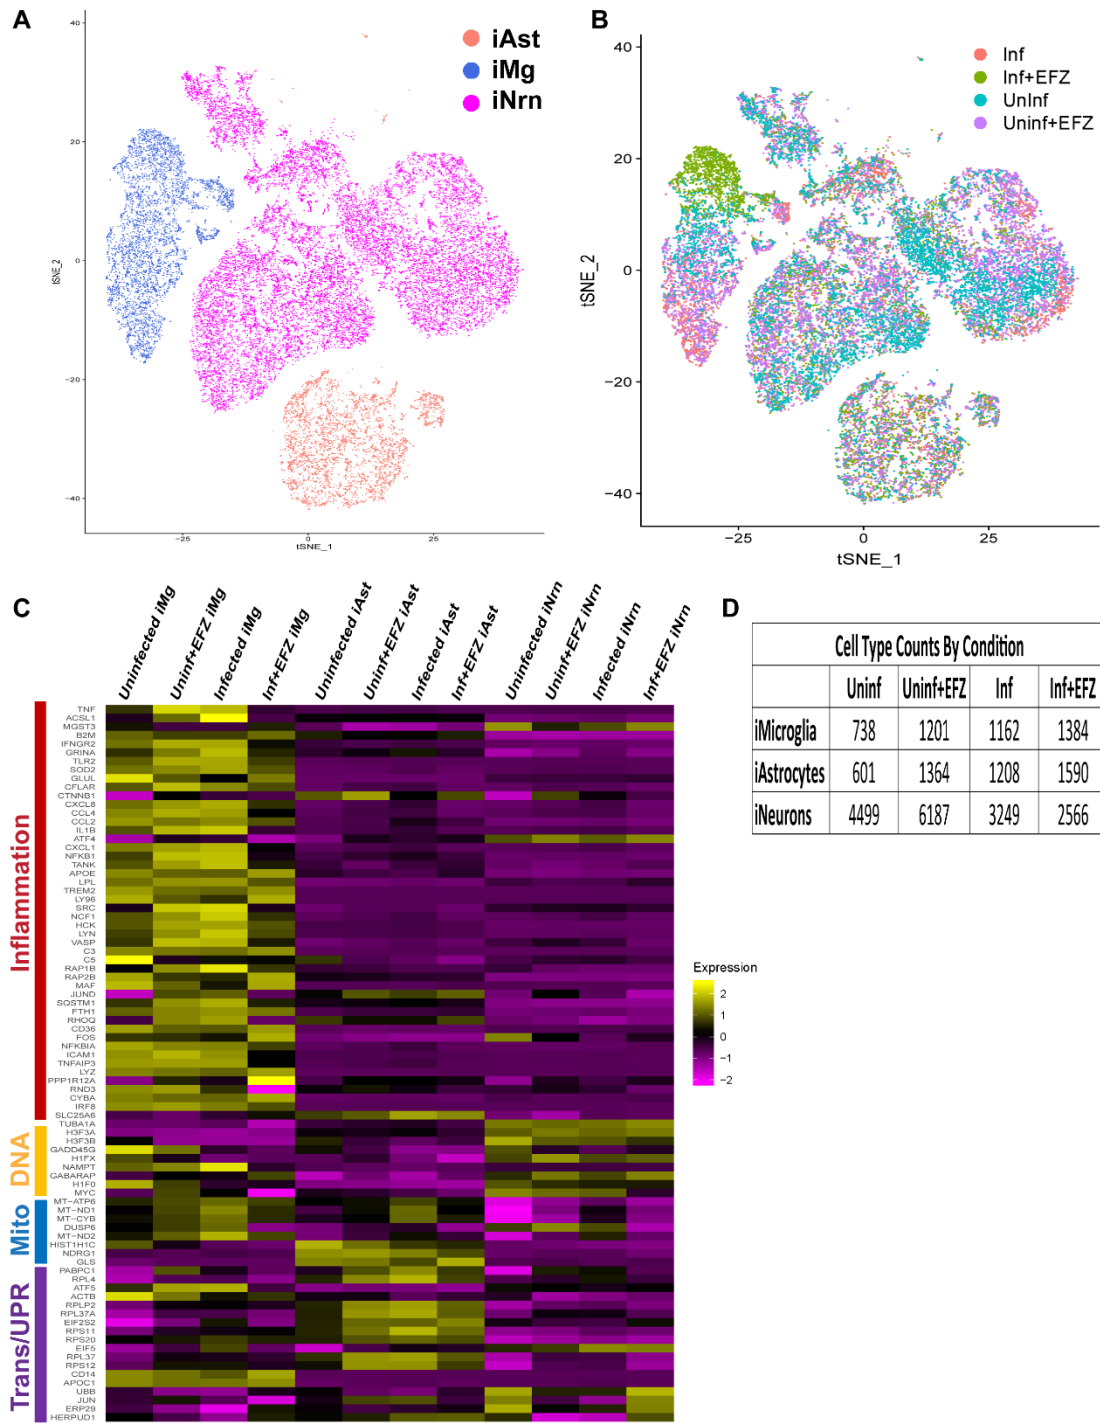 A
iAst
iMg
iNrn
40
20
0
−20
−40
−25
0
25
tSNE_2
tSNE_1
B
Inf
Inf+EFZ
UnInf
Uninf+EFZ
40
20
0
−20
−40
−25
0
25
tSNE_2
tSNE_1
C
Uninfected iMg
Uninf+EFZ iMg
Infected iMg
Inf+EFZ iMg
Uninfected iAst
Uninf+EFZ iAst
Infected iAst
Inf+EFZ iAst
Uninfected iNrn
Uninf+EFZ iNrn
Infected iNrn
Inf+EFZ iNrn
Inflammation
TNF
ACSL1
MGST3
B2M
IFNGR2
GRINA
TLR2
SOD2
GLUL
CFLAR
CTNNB1
CXCL8
CCL4
CCL2
IL1B
ATF4
CXCL1
NFKB1
TANK
APOE
LPL
TREM2
LY96
SRC
NCF1
HCK
LYN
VASP
C3
C5
RAP1B
RAP2B
MAF
JUND
SQSTM1
FTH1
RHOQ
CD36
FOS
NFKBIA
ICAM1
TNFAIP3
LYZ
PPP1R12A
RND3
CYBA
IRF8
SLC25A6
DNA
TUBA1A
H3F3A
H3F3B
GADD45G
H1FX
NAMPT
GABARAP
H1F0
MYC
Mito
MT−ATP6
MT−ND1
MT−CYB
DUSP6
MT−ND2
HIST1H1C
NDRG1
GLS
Trans/UPR
PABPC1
RPL4
ATF5
ACTB
RPLP2
RPL37A
EIF2S2
RPS11
RPS20
EIF5
RPL37
RPS12
CD14
APOC1
UBB
JUN
ERP29
HERPUD1
Expression
2
1
0
−1
−2
D
Cell Type Counts By Condition
Uninf Uninf+EFZ Inf Inf+EFZ
iMicroglia 738 1201 1162 1384
iAstrocytes 601 1364 1208 1590
iNeurons 4499 6187 3249 2566